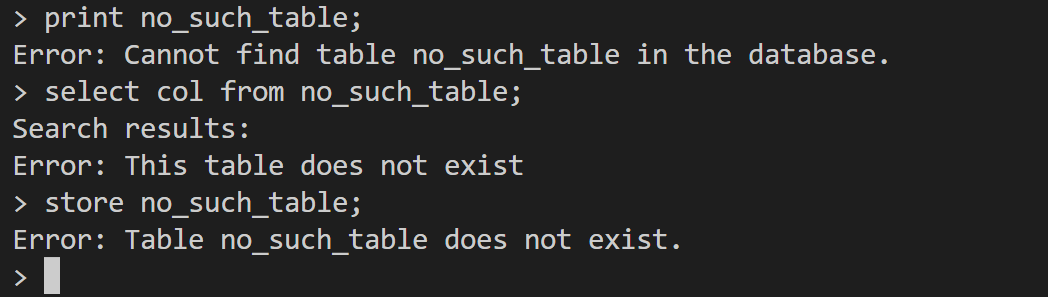 > print no_such_table;
Error: Cannot find table no_such_table in the database.
> select col from no_such_table;
Search results:
Error: This table does not exist
> store no_such_table;
Error: Table no_such_table does not exist.
>